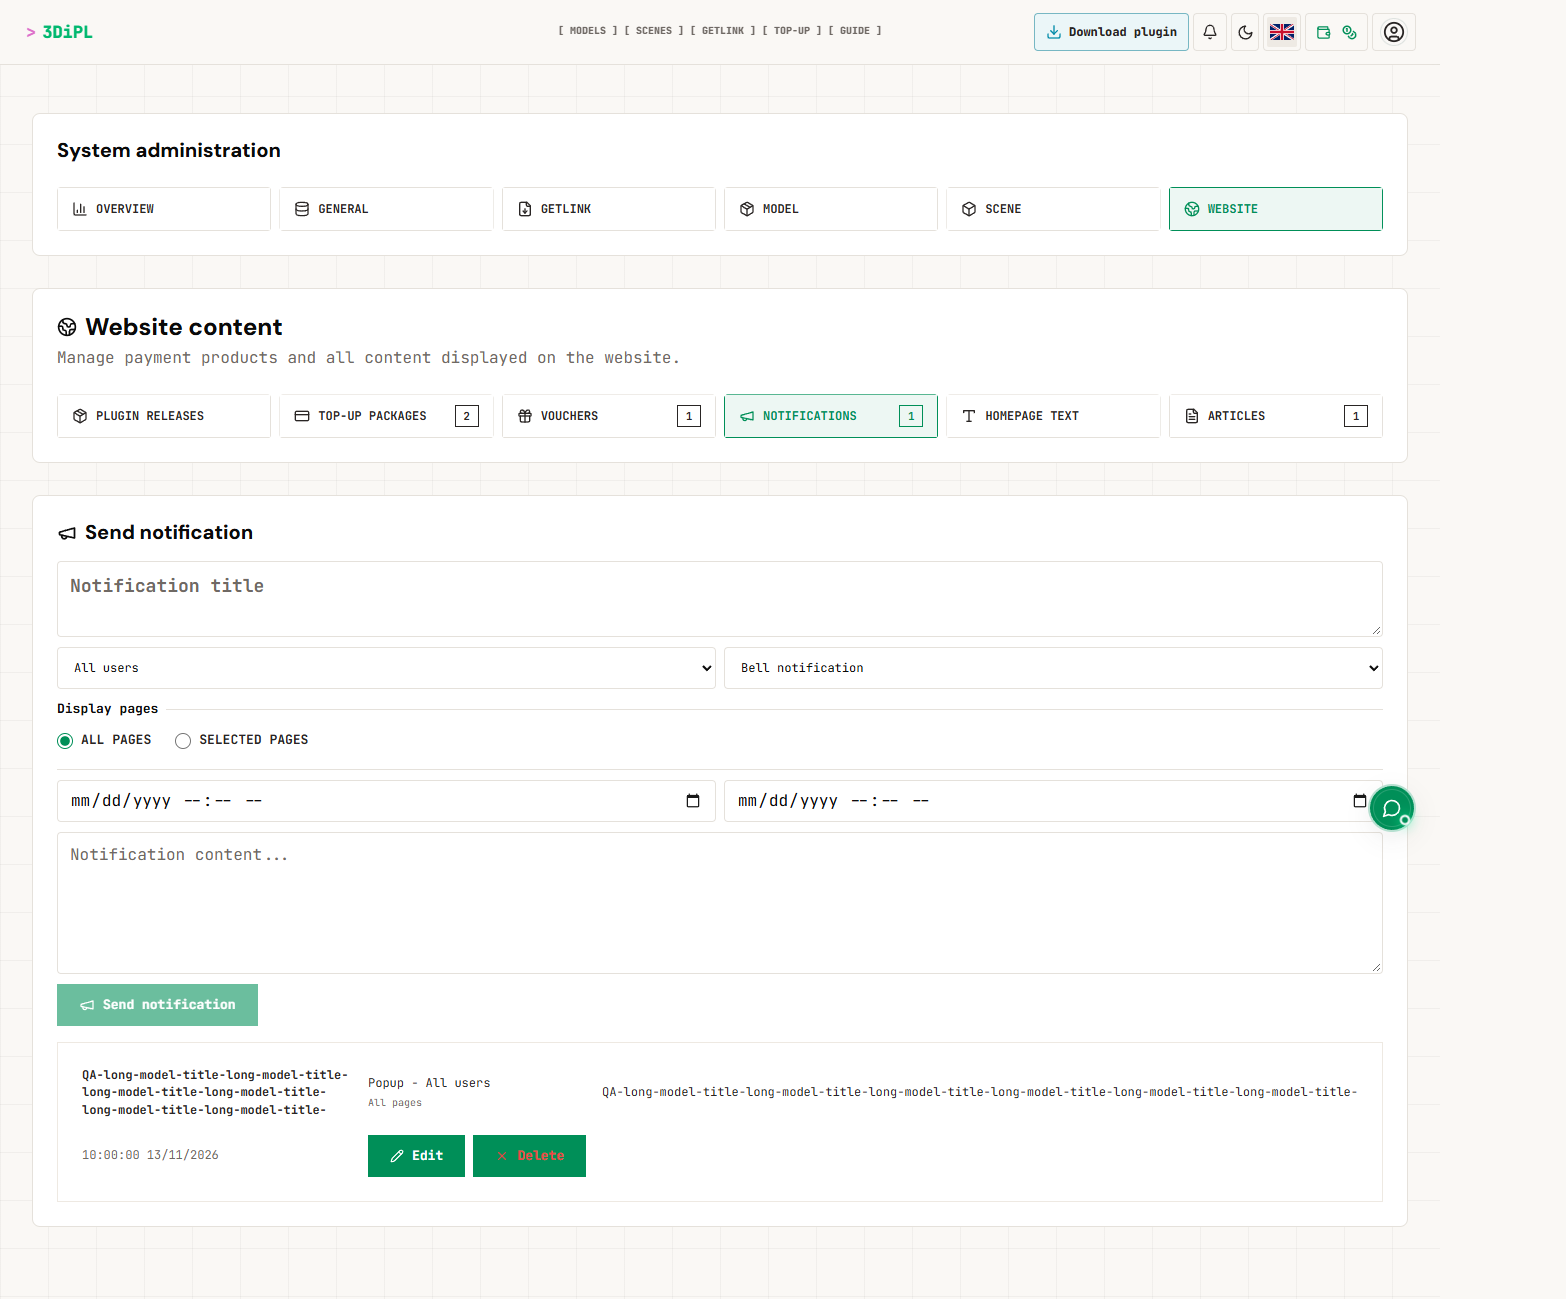 > 3DiPL
[ MODELS ] [ SCENES ] [ GETLINK ] [ TOP-UP ] [ GUIDE ]
Download plugin
System administration
OVERVIEW
GENERAL
GETLINK
MODEL
SCENE
WEBSITE
Website content
Manage payment products and all content displayed on the website.
PLUGIN RELEASES
TOP-UP PACKAGES 2
VOUCHERS 1
NOTIFICATIONS 1
HOMEPAGE TEXT
ARTICLES 1
Send notification
Notification title
All users
Bell notification
Display pages
ALL PAGES
SELECTED PAGES
mm/dd/yyyy --:-- --
mm/dd/yyyy --:-- --
Notification content...
Send notification
QA-long-model-title-long-model-title-
long-model-title-long-model-title-
long-model-title-long-model-title-
Popup - All users
All pages
QA-long-model-title-long-model-title-long-model-title-long-model-title-long-model-title-long-model-title-
10:00:00 13/11/2026
Edit
Delete